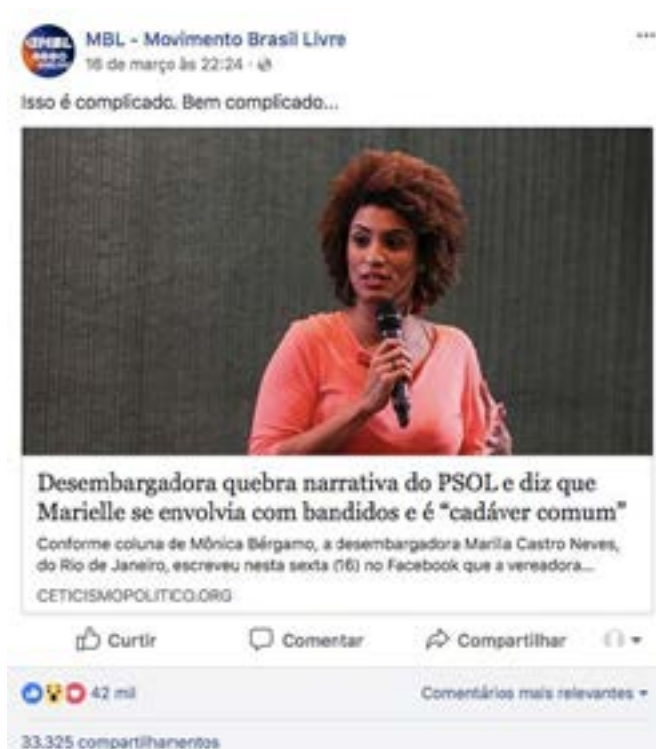 MBL
MBL - Movimento Brasil Livre
16 de março às 22:24
Isso é complicado. Bem complicado...
Desembargadora quebra narrativa do PSOL e diz que
Marielle se envolvia com bandidos e é “cadáver comum”
Conforme coluna de Mônica Bérgamo, a desembargadora Marilia Castro Neves,
do Rio de Janeiro, escreveu nesta sexta (16) no Facebook que a vereadora...
CETICISMOPOLITICO.ORG
Curtir Comentar Compartilhar
42 mil Comentários mais relevantes
33.325 compartilhamentos